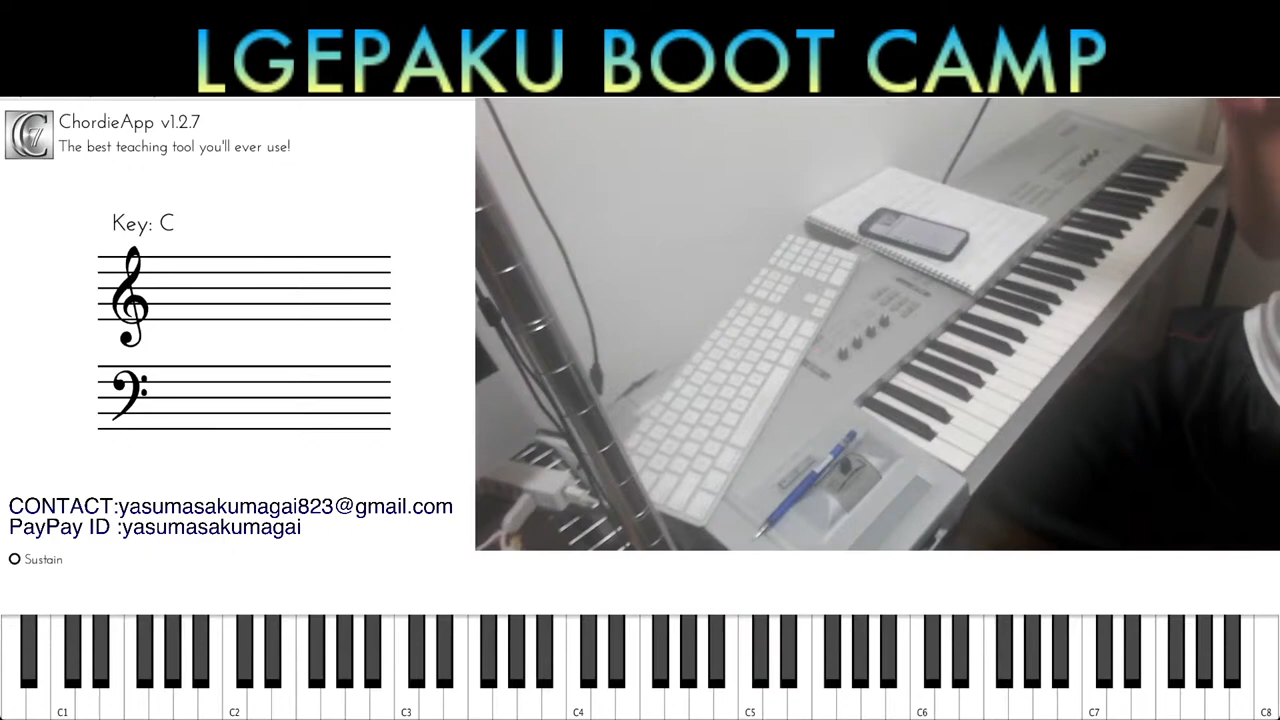 LGEPAKU BOOT CAMP
ChordieApp v1.2.7
The best teaching tool you'll ever use!
Key: C
CONTACT:yasumasakumagai823@gmail.com
PayPay ID :yasumasakumagai
Sustain
C1 C2 C3 C4 C5 C6 C7 C8